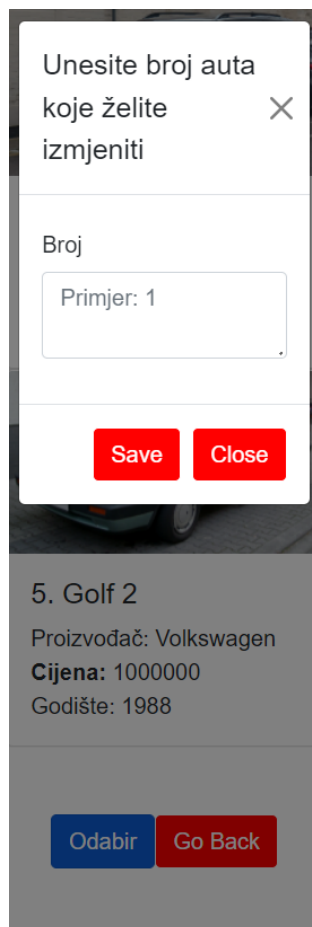 Unesite broj auta
koje želite
izmjeniti
Broj
Primjer: 1
Save Close
5. Golf 2
Proizvođač: Volkswagen
Cijena: 1000000
Godište: 1988
Odabir Go Back